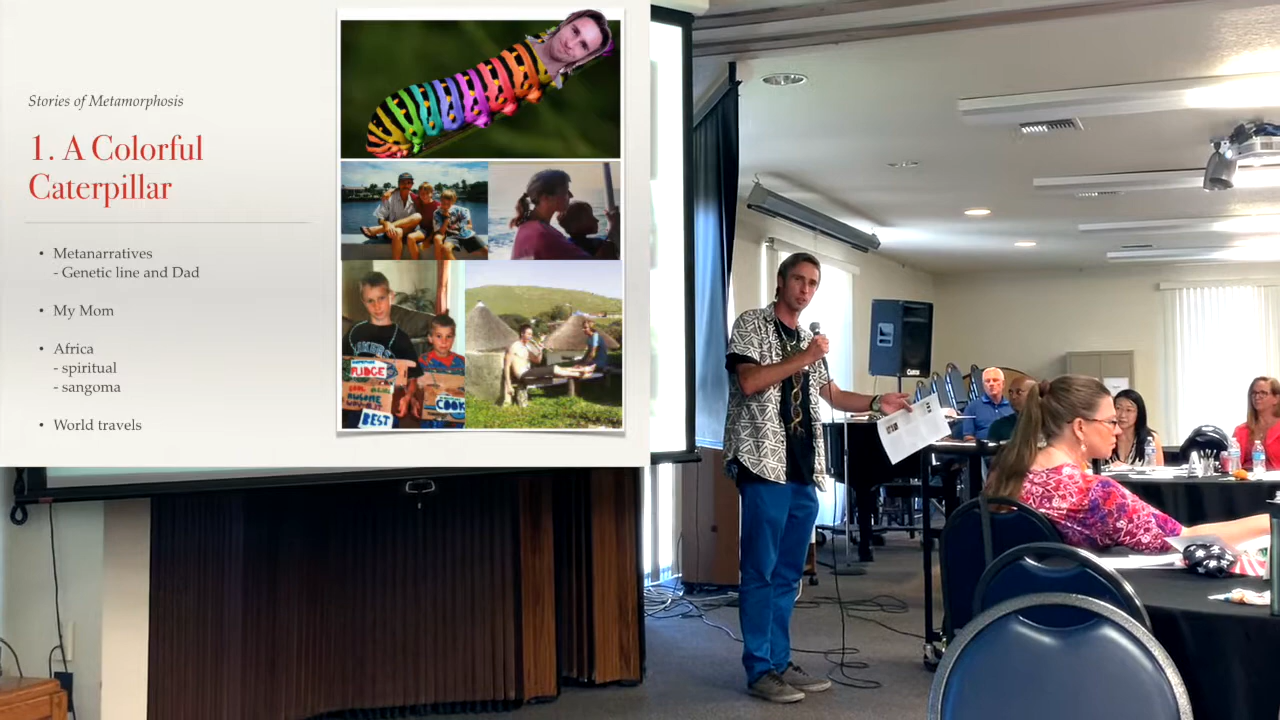 Stories of Metamorphosis
1. A Colorful
Caterpillar
• Metanarratives
- Genetic line and Dad
• My Mom
• Africa
- spiritual
- sangoma
• World travels
AKERS
FUDGE
BEST
COOK